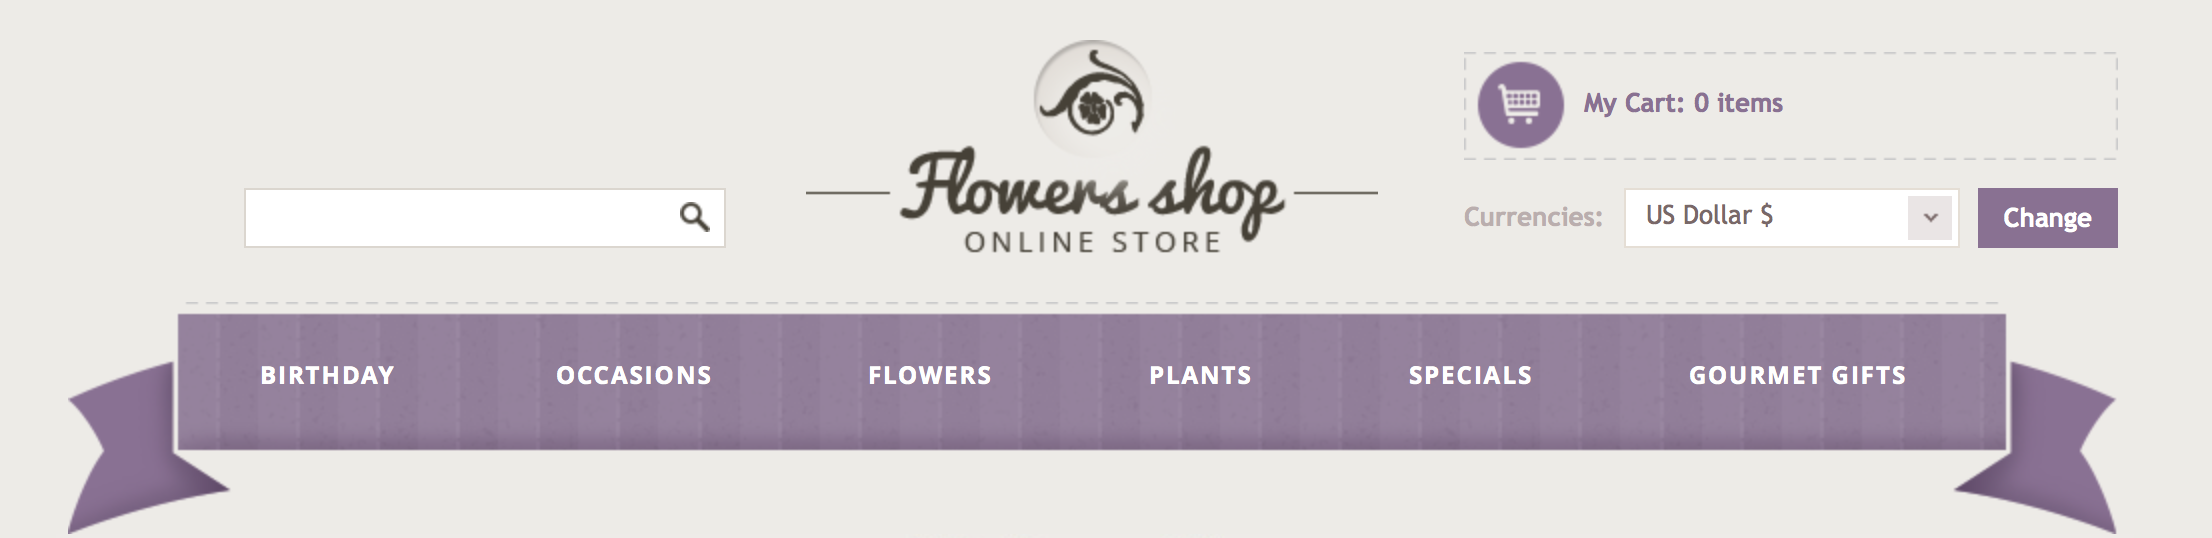 My Cart: 0 items
Flowers shop
ONLINE STORE
Currencies: US Dollar $ Change
BIRTHDAY OCCASIONS FLOWERS PLANTS SPECIALS GOURMET GIFTS